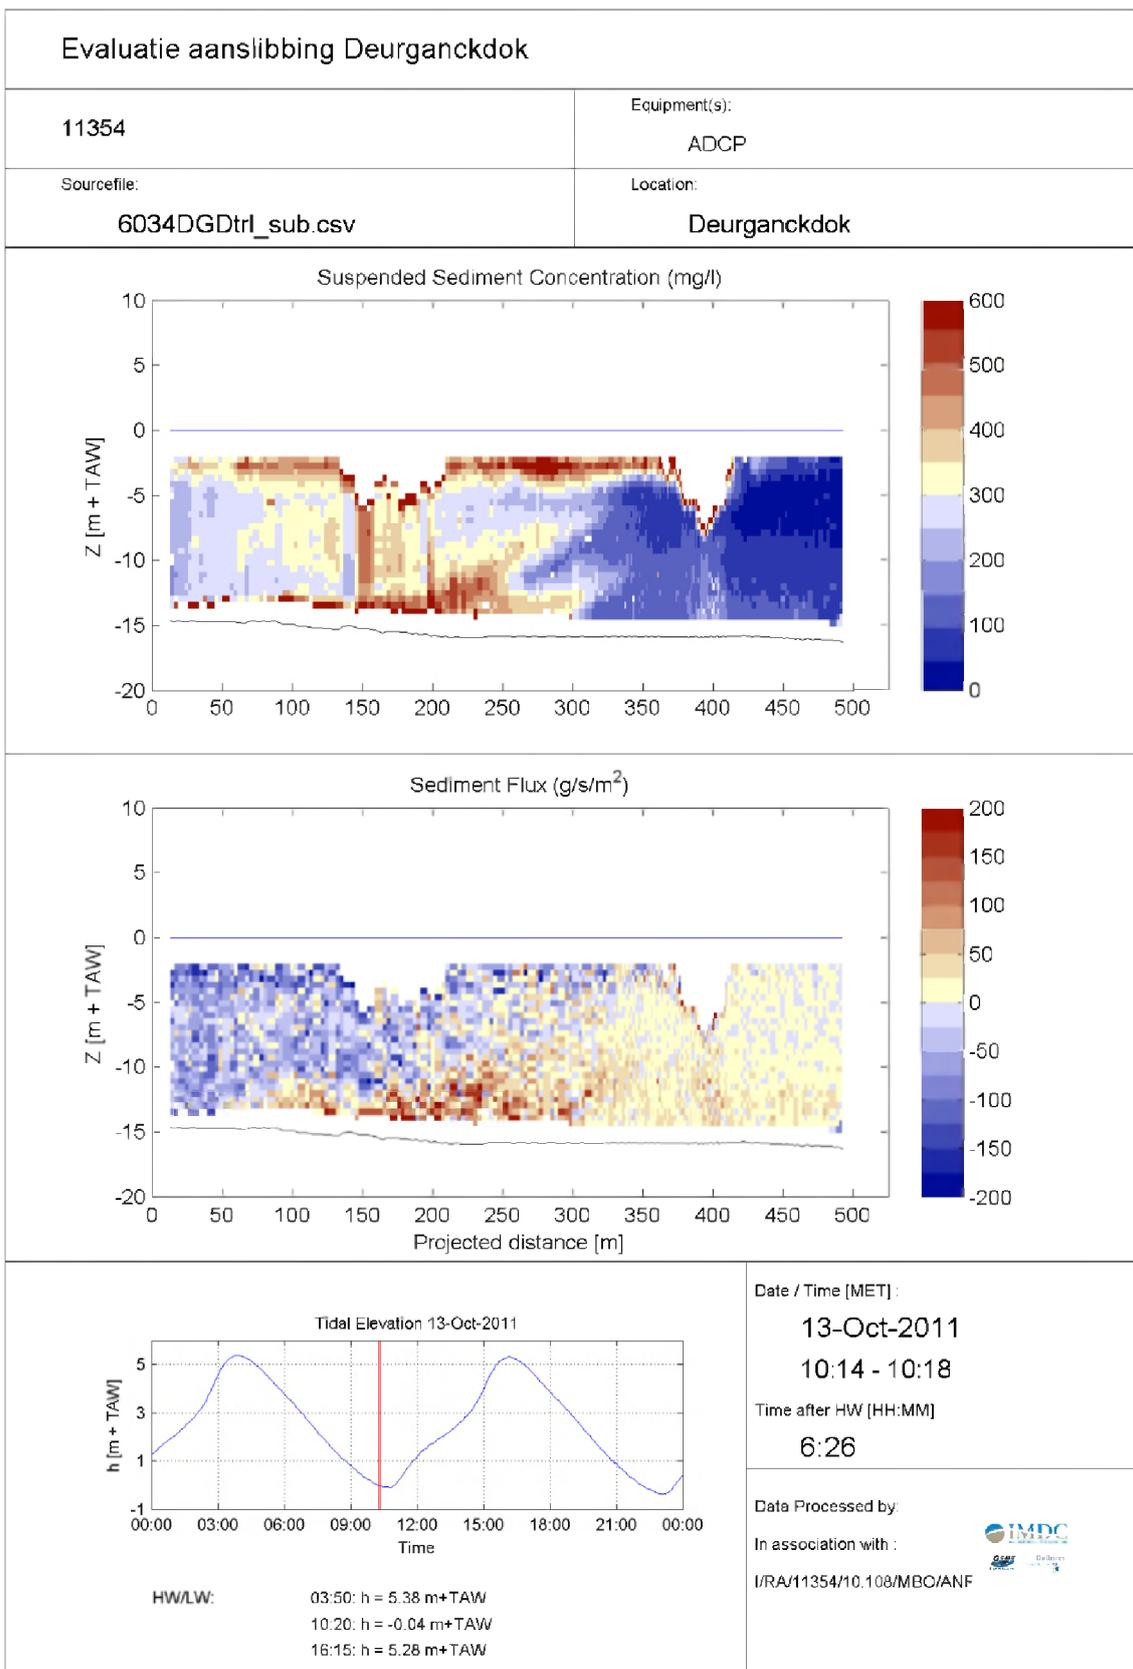 Evaluatie aanslibbing Deurganckdok
11354
Equipment(s):
ADCP
Sourcefile:
6034DGDtrl_sub.csv
Location:
Deurganckdok
Suspended Sediment Concentration (mg/l)
10
5
0
-5
-10
-15
-20
Z [m + TAW]
0 50 100 150 200 250 300 350 400 450 500
600
500
400
300
200
100
0
Sediment Flux (g/s/m²)
10
5
0
-5
-10
-15
-20
Z [m + TAW]
0 50 100 150 200 250 300 350 400 450 500
Projected distance [m]
200
150
100
50
0
-50
-100
-150
-200
Tidal Elevation 13-Oct-2011
5
3
1
-1
h [m + TAW]
00:00 03:00 06:00 09:00 12:00 15:00 18:00 21:00 00:00
Time
HW/LW:
03:50: h = 5.38 m+TAW
10:20: h = -0.04 m+TAW
16:15: h = 5.28 m+TAW
Date / Time [MET] :
13-Oct-2011
10:14 - 10:18
Time after HW [HH:MM]
6:26
Data Processed by:
IMDC
In association with :
I/RA/11354/10.108/MBO/ANF